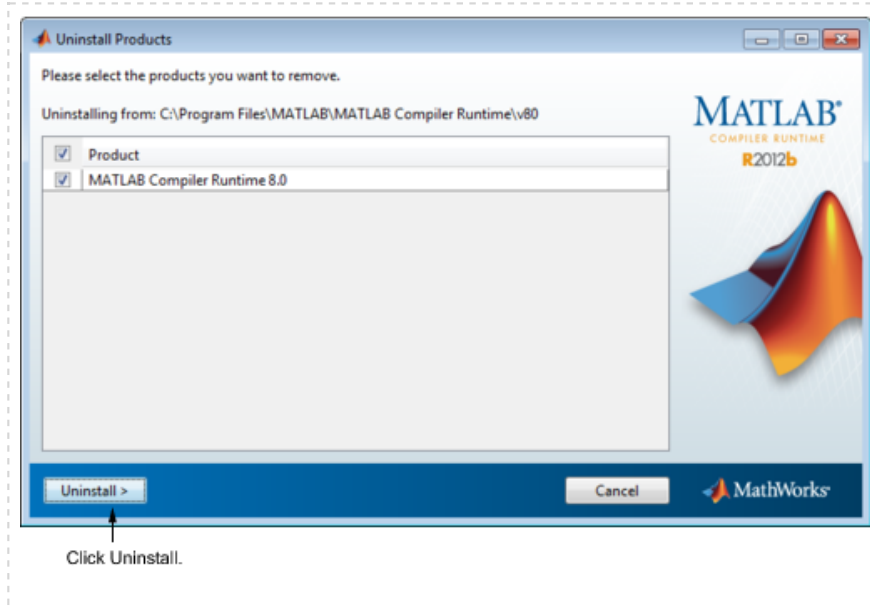 Uninstall Products
Please select the products you want to remove.
Uninstalling from: C:\Program Files\MATLAB\MATLAB Compiler Runtime\v80
MATLAB®
COMPILER RUNTIME
R2012b
Product
MATLAB Compiler Runtime 8.0
Uninstall >
Cancel
MathWorks®
Click Uninstall.